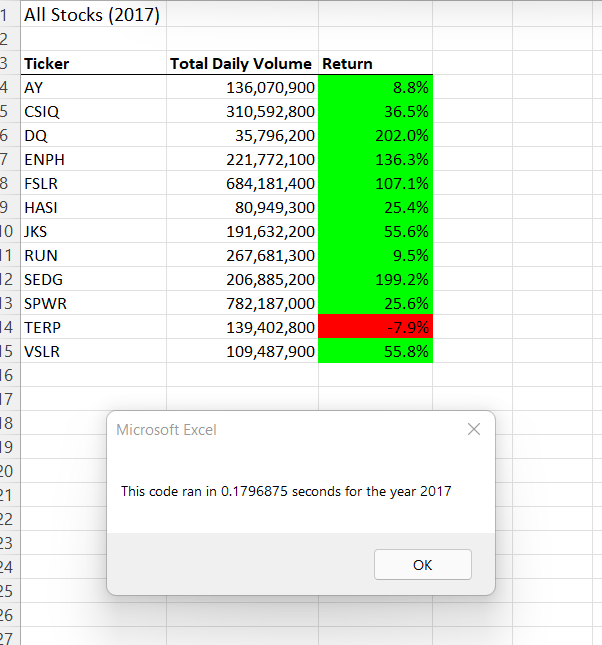 1 All Stocks (2017)
2
3 Ticker Total Daily Volume Return
4 AY 136,070,900 8.8%
5 CSIQ 310,592,800 36.5%
6 DQ 35,796,200 202.0%
7 ENPH 221,772,100 136.3%
8 FSLR 684,181,400 107.1%
9 HASI 80,949,300 25.4%
10 JKS 191,632,200 55.6%
11 RUN 267,681,300 9.5%
12 SEDG 206,885,200 199.2%
13 SPWR 782,187,000 25.6%
14 TERP 139,402,800 -7.9%
15 VSLR 109,487,900 55.8%
16
17
18
Microsoft Excel
19
20
21
This code ran in 0.1796875 seconds for the year 2017
22
23
24
OK
25
26
27